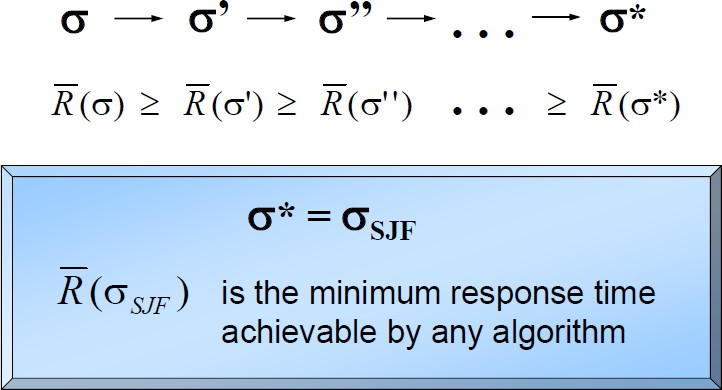 σ → σ’ → σ’’ → . . . → σ*
R̅(σ) ≥ R̅(σ') ≥ R̅(σ'') . . . ≥ R̅(σ*)
σ* = σSJF
R̅(σSJF) is the minimum response time
achievable by any algorithm